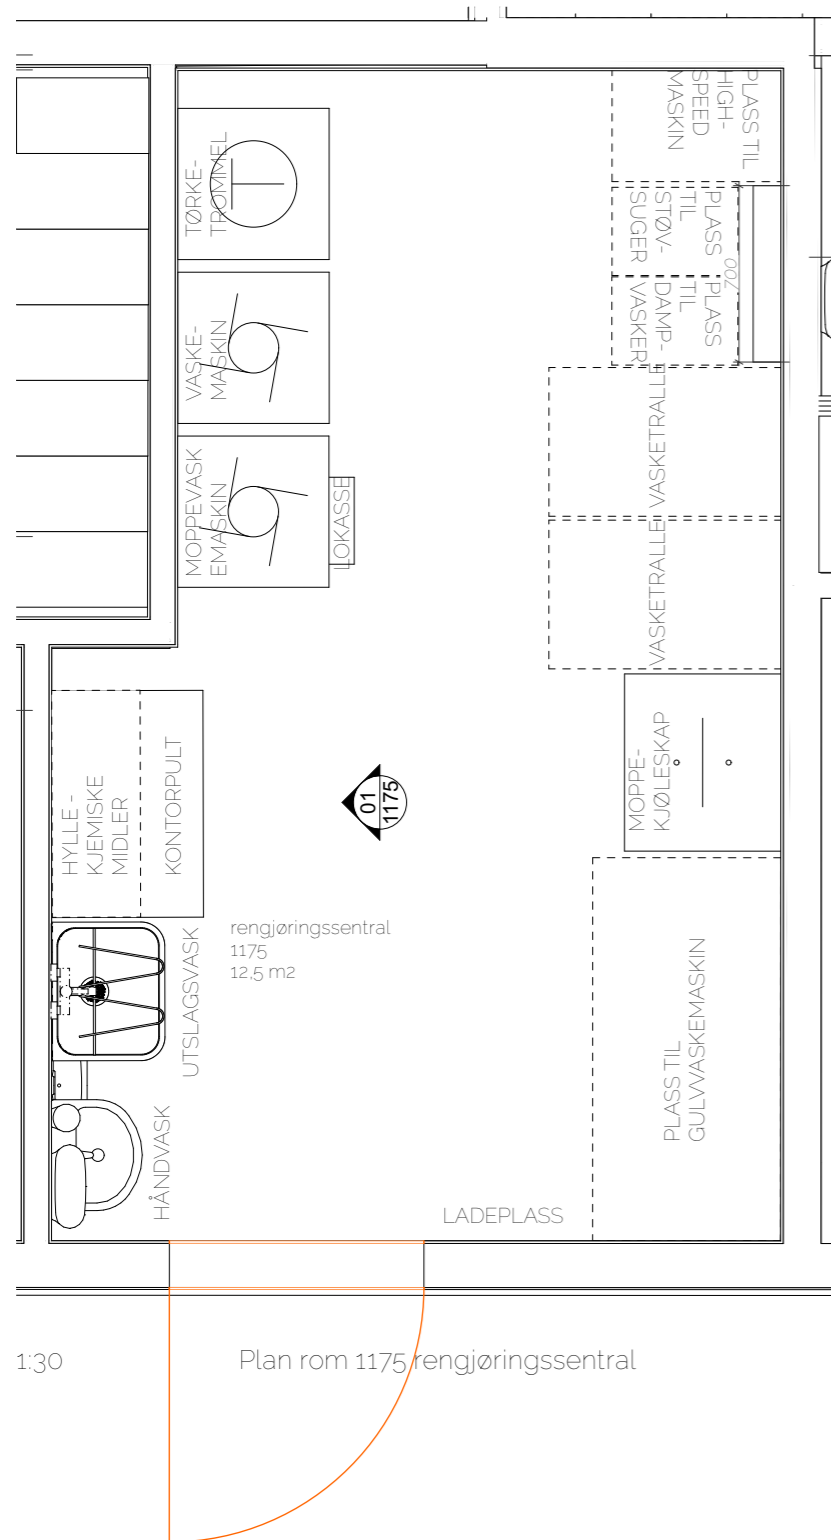 PLASS TIL
HIGH-
SPEED
MASKIN
TØRKE-
TROMMEL
PLASS
TIL
STØV-
SUGER
700
PLASS
TIL
DAMP-
VASKER
VASKE-
MASKIN
VASKETRALLE
MOPPEVASK
EMASKIN
LOKASSE
VASKETRALLE
MOPPE-
KJØLESKAP
HYLLE -
KJEMISKE
MIDLER
KONTORPULT
01
1175
rengjøringssentral
1175
12,5 m2
UTSLAGSVASK
PLASS TIL
GULVVASKEMASKIN
HÅNDVASK
LADEPLASS
1:30
Plan rom 1175 rengjøringssentral